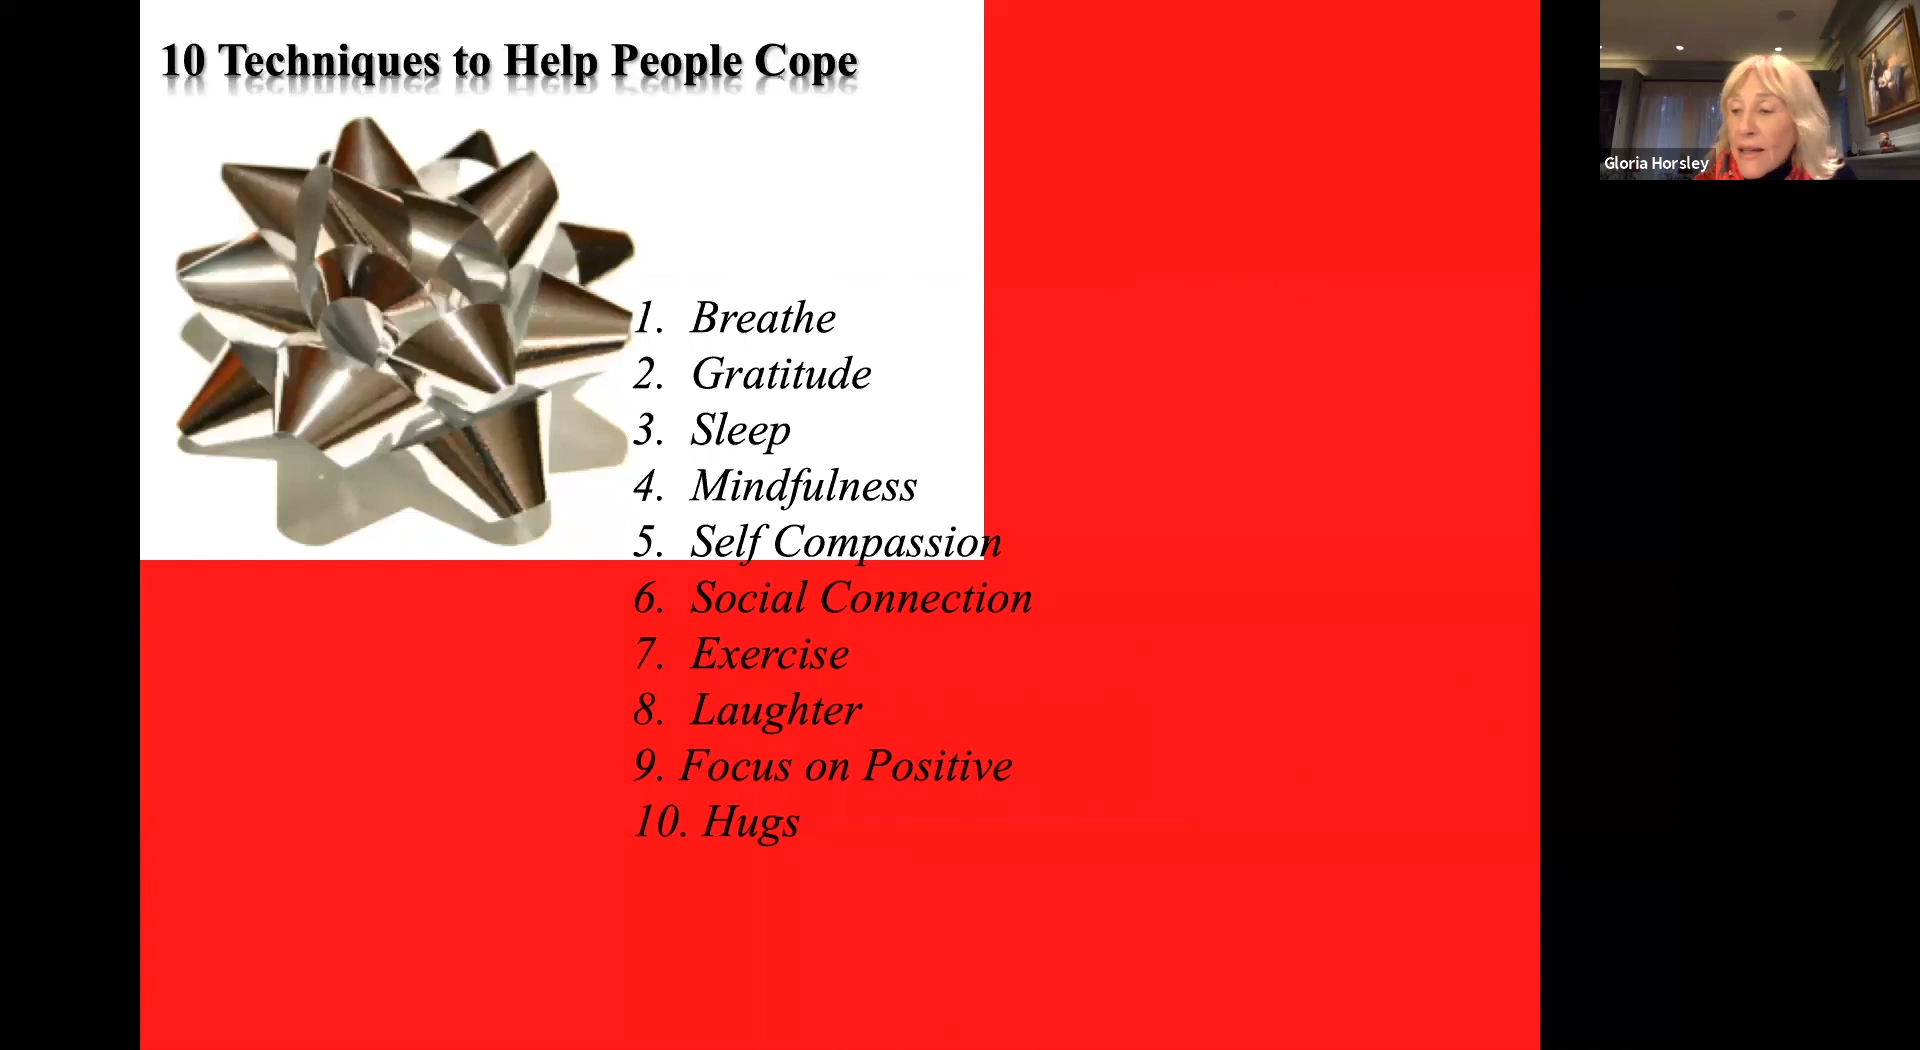 10 Techniques to Help People Cope
1. Breathe
2. Gratitude
3. Sleep
4. Mindfulness
5. Self Compassion
6. Social Connection
7. Exercise
8. Laughter
9. Focus on Positive
10. Hugs
Gloria Horsley